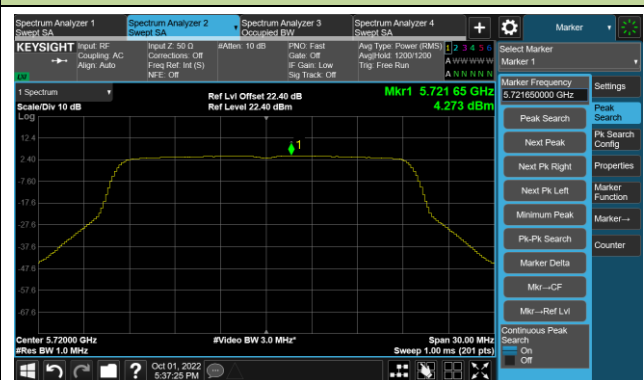 Spectrum Analyzer 1
Swept SA
Spectrum Analyzer 2
Swept SA
Spectrum Analyzer 3
Occupied BW
Spectrum Analyzer 4
Swept SA
+
Marker
KEYSIGHT
Input: RF
Coupling: AC
Align: Auto
Input Z: 50 Ω
Corrections: Off
Freq Ref: Int (S)
NFE: Off
#Atten: 10 dB
PNO: Fast
Gate: Off
IF Gain: Low
Sig Track: Off
Avg Type: Power (RMS)
Avg|Hold: 1200/1200
Trig: Free Run
1 2 3 4 5 6
A W W W W W
A N N N N N
Select Marker
Marker 1
1 Spectrum
Scale/Div 10 dB
Log
Ref Lvl Offset 22.40 dB
Ref Level 22.40 dBm
Mkr1 5.721 65 GHz
4.273 dBm
12.4
2.40
-7.60
-17.6
-27.6
-37.6
-47.6
-57.6
-67.6
1
Center 5.72000 GHz
#Res BW 1.0 MHz
#Video BW 3.0 MHz*
Span 30.00 MHz
Sweep 1.00 ms (201 pts)
Marker Frequency
5.721650000 GHz
Peak Search
Next Peak
Next Pk Right
Next Pk Left
Minimum Peak
Pk-Pk Search
Marker Delta
Mkr→CF
Mkr→Ref Lvl
Continuous Peak
Search
On
Off
Settings
Peak
Search
Pk Search
Config
Properties
Marker
Function
Marker→
Counter
?
Oct 01, 2022
5:37:25 PM